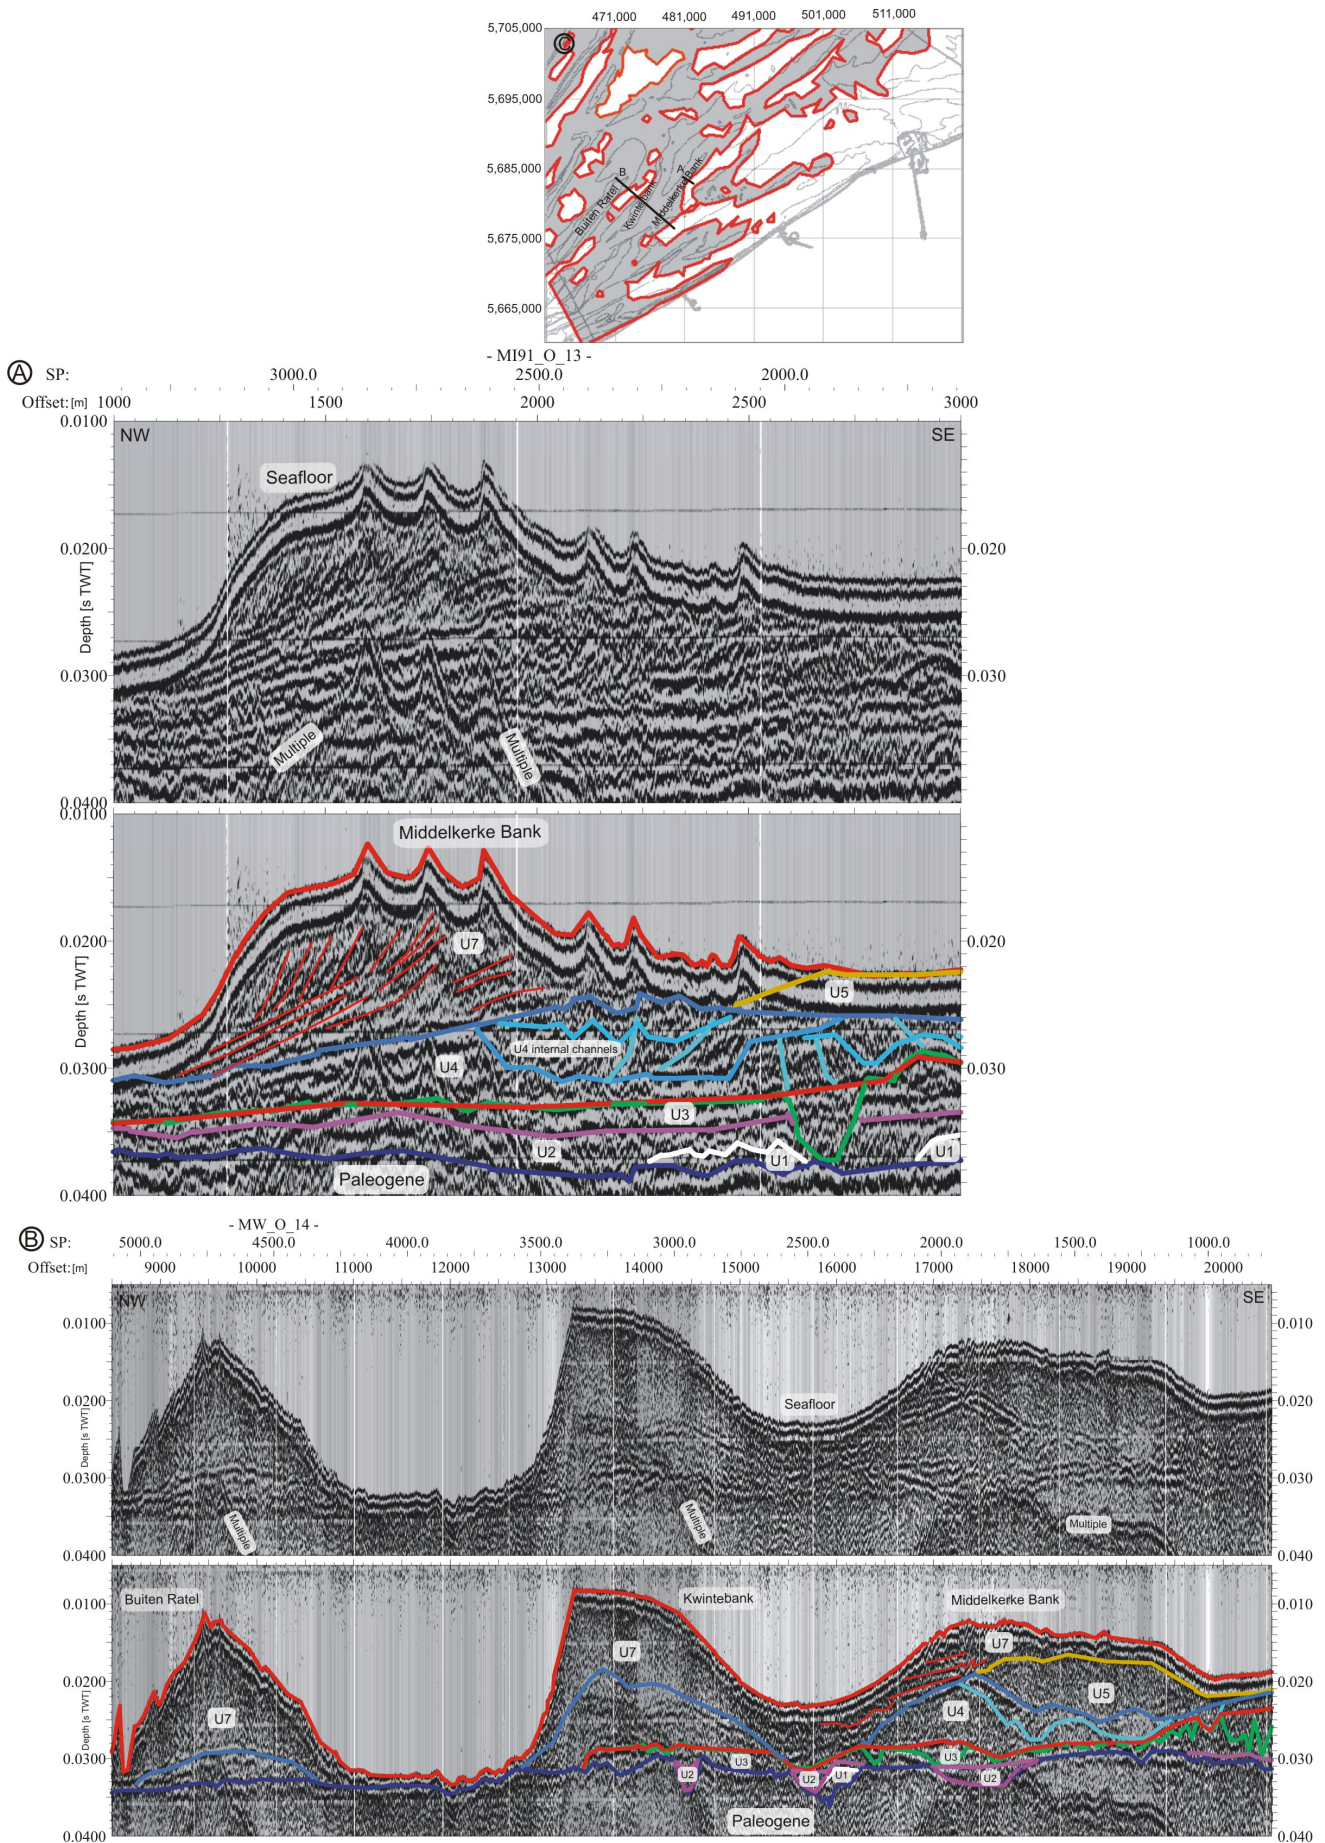 471,000 481,000 491,000 501,000 511,000
5,705,000
C
5,695,000
5,685,000
B
A
Buiten Ratel
Kwintebank
Middelkerke Bank
5,675,000
5,665,000
- MI91_O_13 -
A SP: 3000.0 2500.0 2000.0
Offset:[m] 1000 1500 2000 2500 3000
0.0100
NW SE
Seafloor
0.0200 0.020
Depth [s TWT]
0.0300 0.030
Multiple Multiple
0.0400
0.0100
Middelkerke Bank
0.0200 0.020
U7
U5
Depth [s TWT]
U4 internal channels
0.0300 U4 0.030
U3
U2 U1 U1
Paleogene
0.0400
- MW_O_14 -
B SP: 5000.0 4500.0 4000.0 3500.0 3000.0 2500.0 2000.0 1500.0 1000.0
Offset:[m] 9000 10000 11000 12000 13000 14000 15000 16000 17000 18000 19000 20000
NW SE
0.0100 0.010
0.0200 Seafloor 0.020
Depth [s TWT]
0.0300 0.030
Multiple Multiple Multiple
0.0400 0.040
Buiten Ratel Kwintebank Middelkerke Bank
0.0100 0.010
U7 U7
0.0200 0.020
U7 U4 U5
Depth [s TWT]
0.0300 U3 U3 0.030
U2 U2 U1 U2
Paleogene
0.0400 0.040